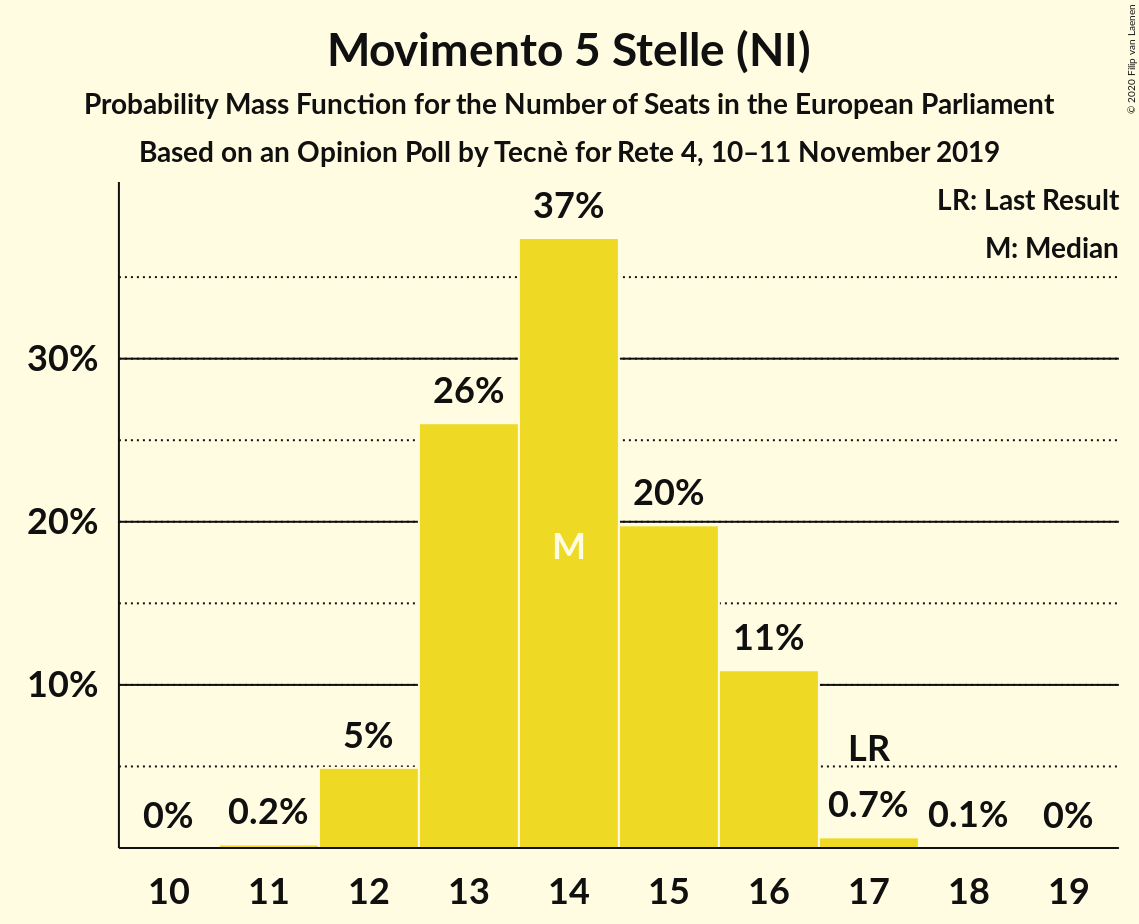 Movimento 5 Stelle (NI)
Probability Mass Function for the Number of Seats in the European Parliament
Based on an Opinion Poll by Tecnè for Rete 4, 10–11 November 2019
© 2020 Filip van Laenen
LR: Last Result
M: Median
37%
30%
26%
20%
20%
M
11%
10%
5%
LR
0%
0.2%
0.7%
0.1%
0%
10 11 12 13 14 15 16 17 18 19